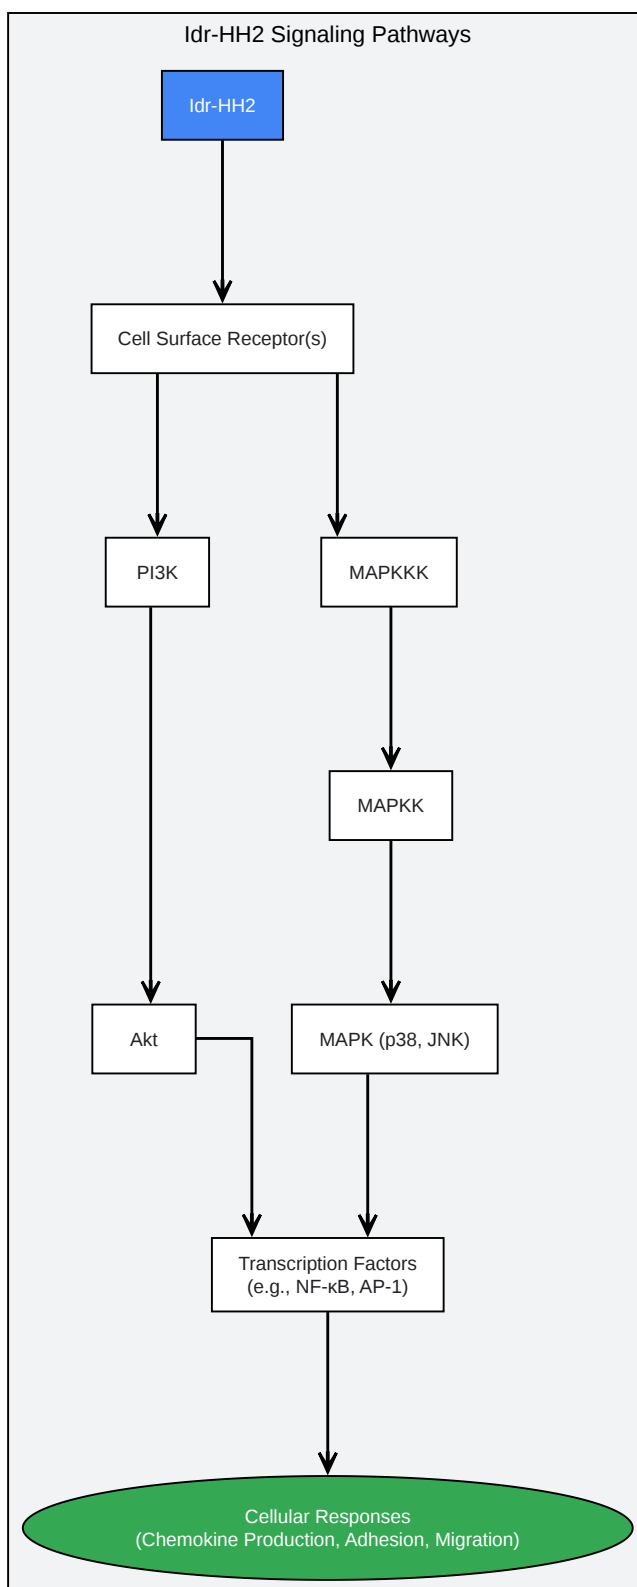 Idr-HH2 Signaling Pathways
Idr-HH2
Cell Surface Receptor(s)
PI3K
MAPKKK
MAPKK
Akt
MAPK (p38, JNK)
Transcription Factors
(e.g., NF-κB, AP-1)
Cellular Responses
(Chemokine Production, Adhesion, Migration)